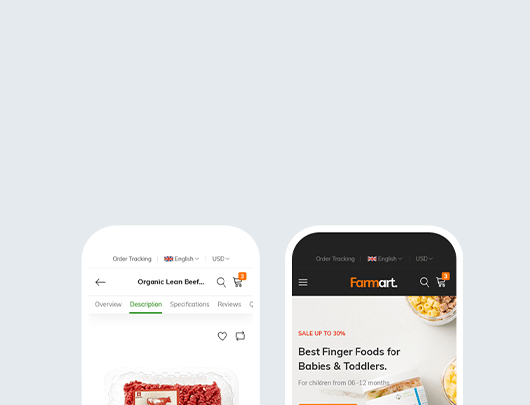 Order Tracking English USD
Organic Lean Beef... 3
Overview Description Specifications Reviews Q
Order Tracking English USD
Farmart. 3
SALE UP TO 30%
Best Finger Foods for
Babies & Toddlers.
For children from 06 -12 months